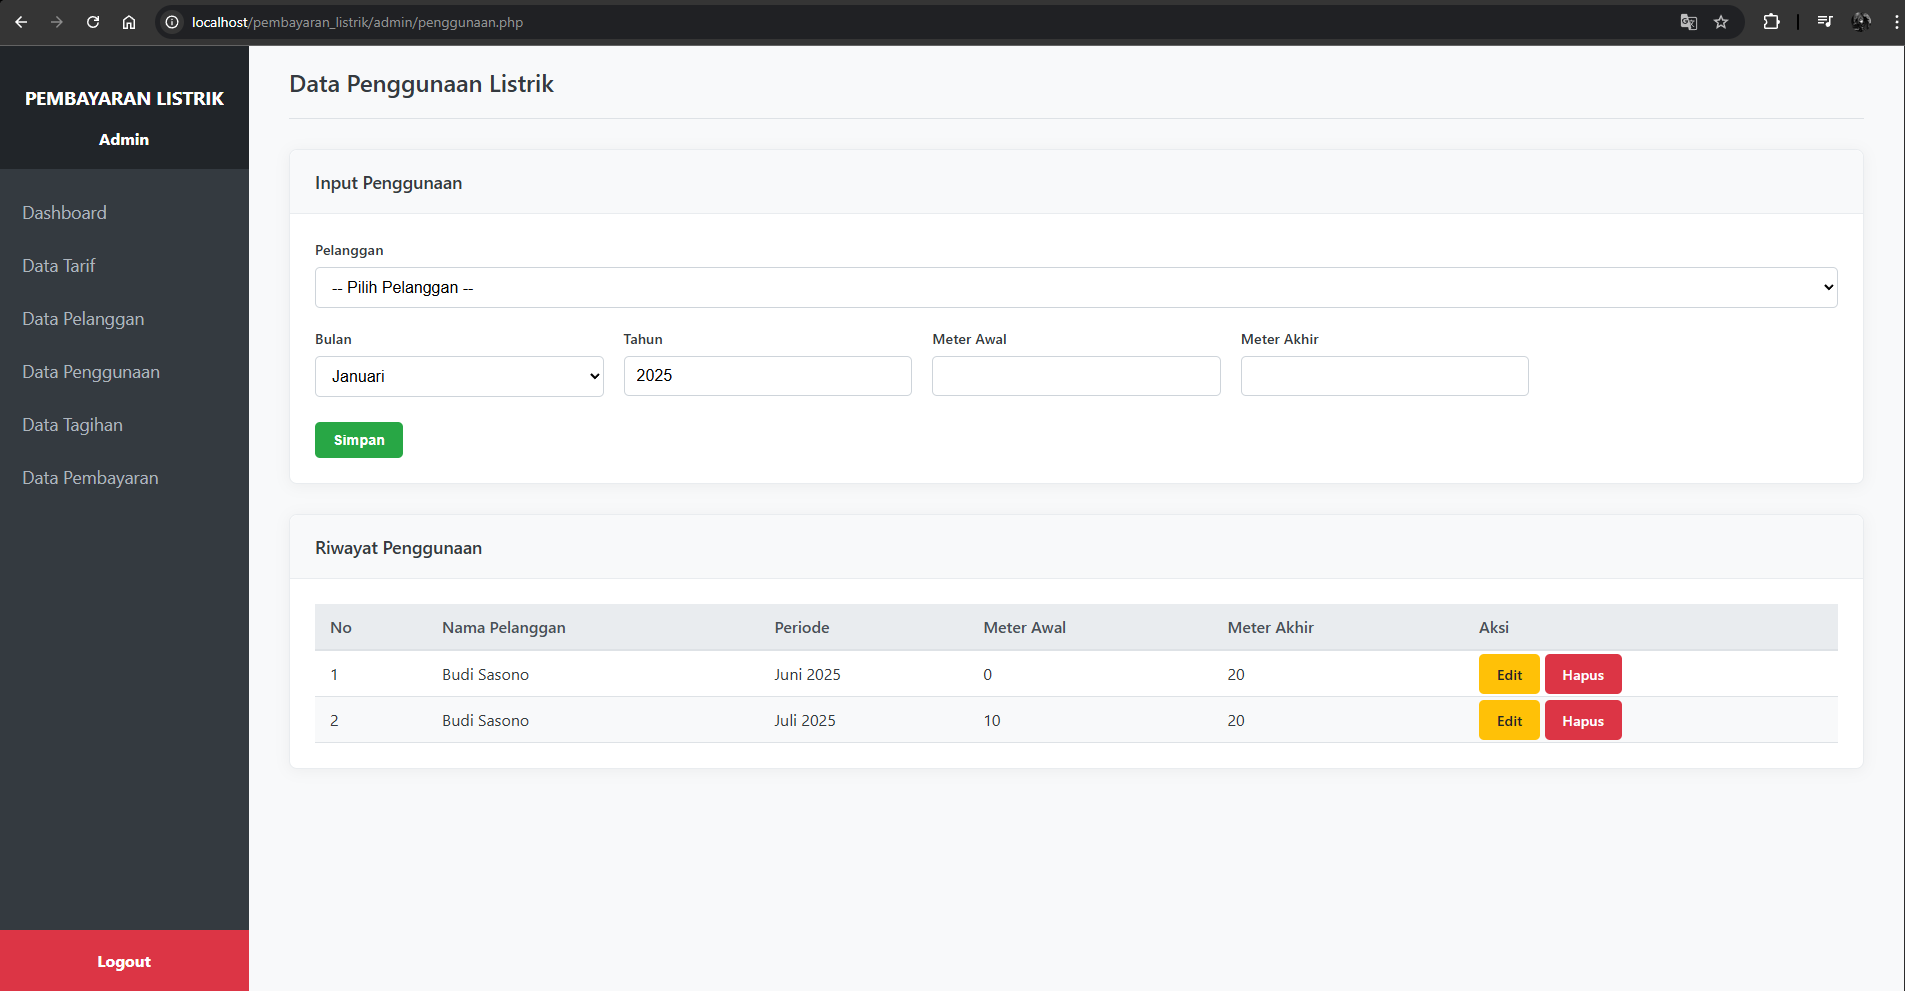 localhost/pembayaran_listrik/admin/penggunaan.php
PEMBAYARAN LISTRIK
Admin
Dashboard
Data Tarif
Data Pelanggan
Data Penggunaan
Data Tagihan
Data Pembayaran
Logout
Data Penggunaan Listrik
Input Penggunaan
Pelanggan
-- Pilih Pelanggan --
Bulan Tahun Meter Awal Meter Akhir
Januari 2025
Simpan
Riwayat Penggunaan
No Nama Pelanggan Periode Meter Awal Meter Akhir Aksi
1 Budi Sasono Juni 2025 0 20 Edit Hapus
2 Budi Sasono Juli 2025 10 20 Edit Hapus